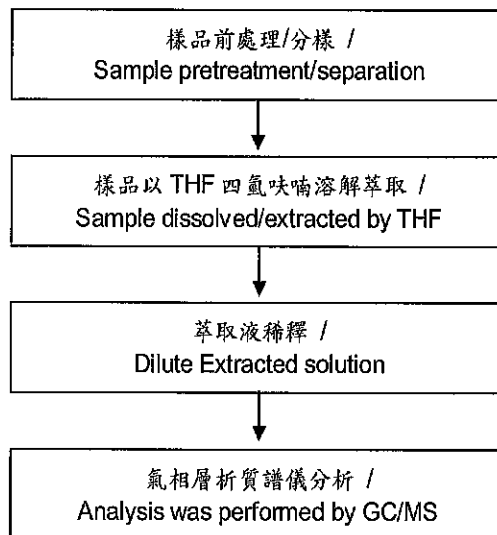 樣品前處理/分樣 /
Sample pretreatment/separation
樣品以 THF 四氫呋喃溶解萃取 /
Sample dissolved/extracted by THF
萃取液稀釋 /
Dilute Extracted solution
氣相層析質譜儀分析 /
Analysis was performed by GC/MS